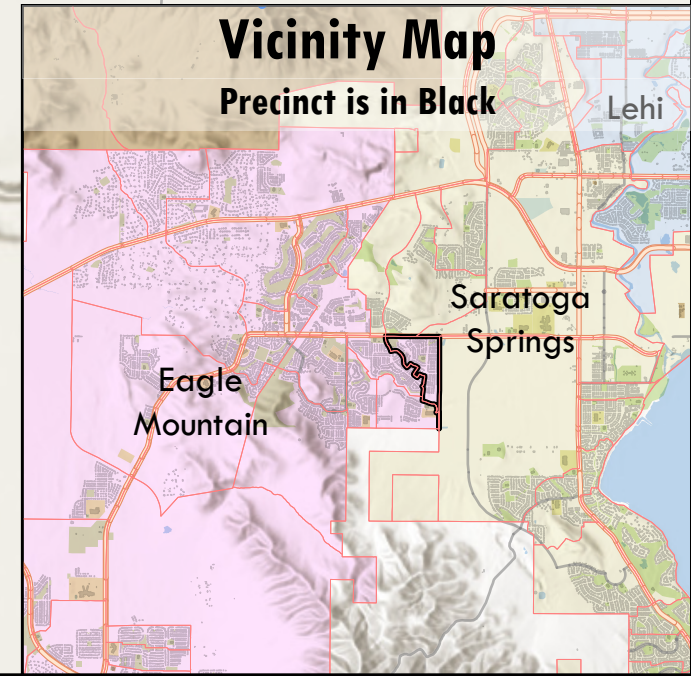 Vicinity Map
Precinct is in Black
Lehi
Saratoga
Springs
Eagle
Mountain